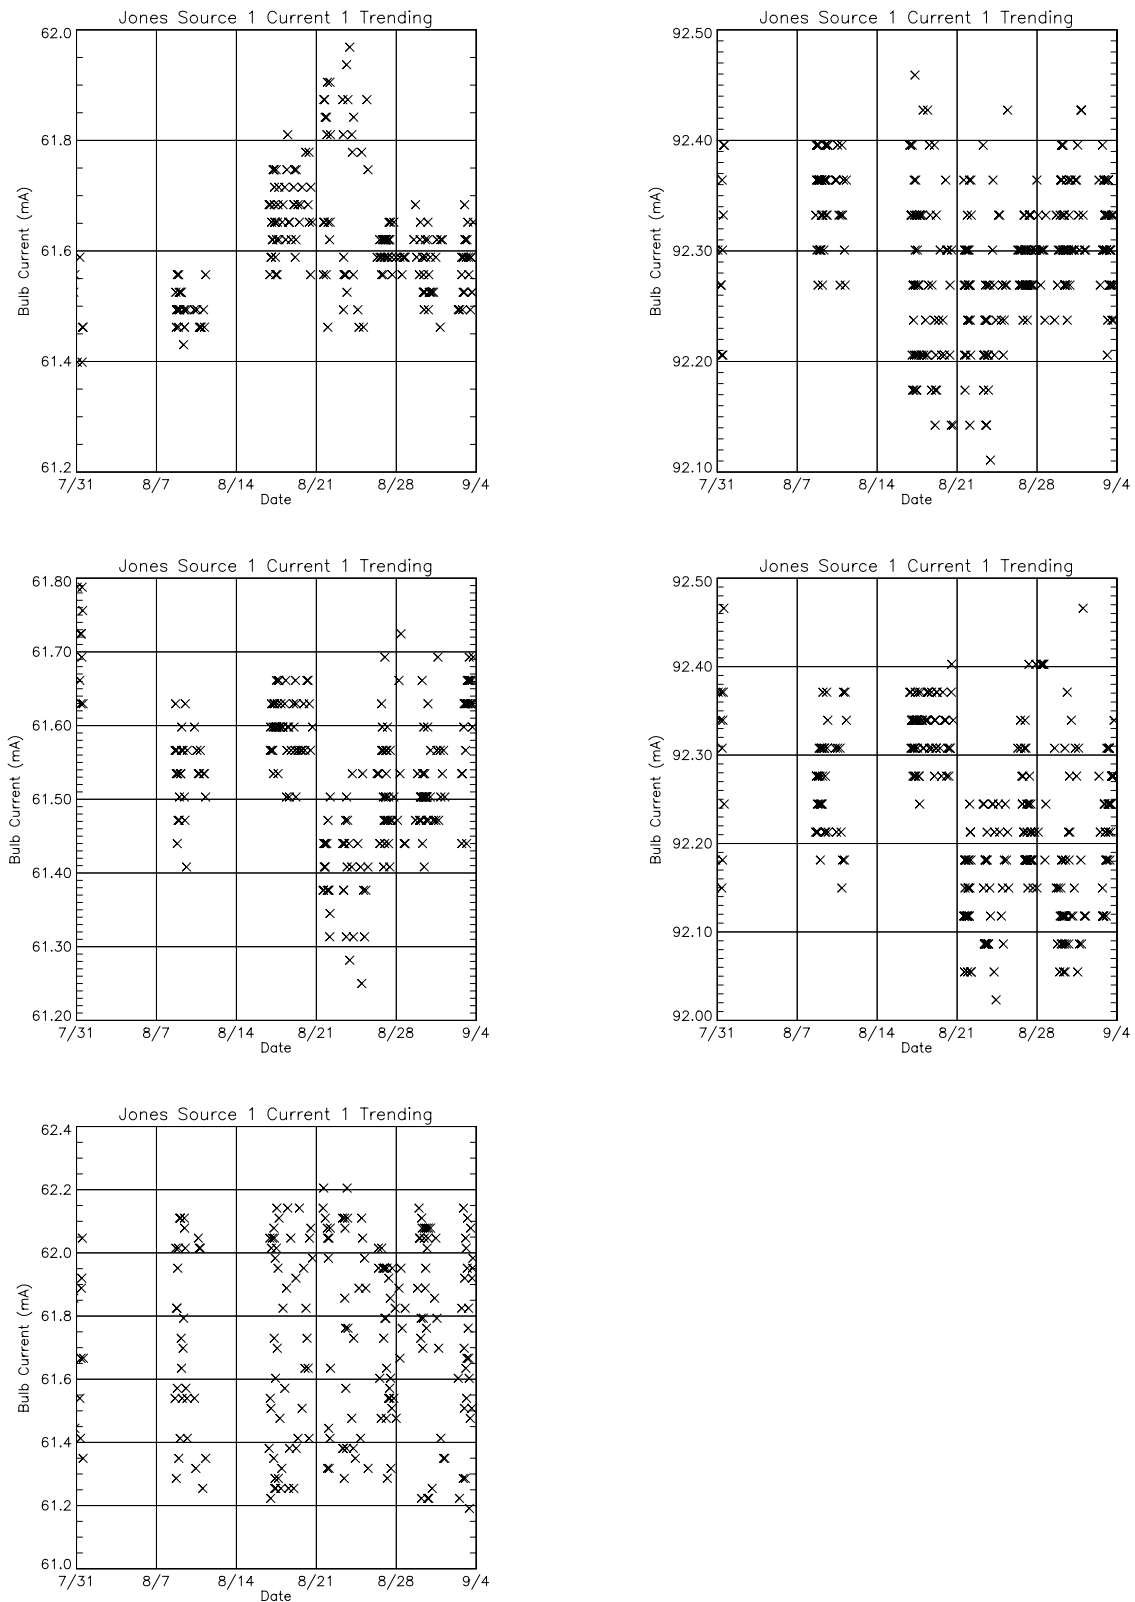 Jones Source 1 Current 1 Trending
62.0
61.8
61.6
61.4
61.2
Bulb Current (mA)
7/31 8/7 8/14 8/21 8/28 9/4
Date
Jones Source 1 Current 1 Trending
92.50
92.40
92.30
92.20
92.10
Bulb Current (mA)
7/31 8/7 8/14 8/21 8/28 9/4
Date
Jones Source 1 Current 1 Trending
61.80
61.70
61.60
61.50
61.40
61.30
61.20
Bulb Current (mA)
7/31 8/7 8/14 8/21 8/28 9/4
Date
Jones Source 1 Current 1 Trending
92.50
92.40
92.30
92.20
92.10
92.00
Bulb Current (mA)
7/31 8/7 8/14 8/21 8/28 9/4
Date
Jones Source 1 Current 1 Trending
62.4
62.2
62.0
61.8
61.6
61.4
61.2
61.0
Bulb Current (mA)
7/31 8/7 8/14 8/21 8/28 9/4
Date